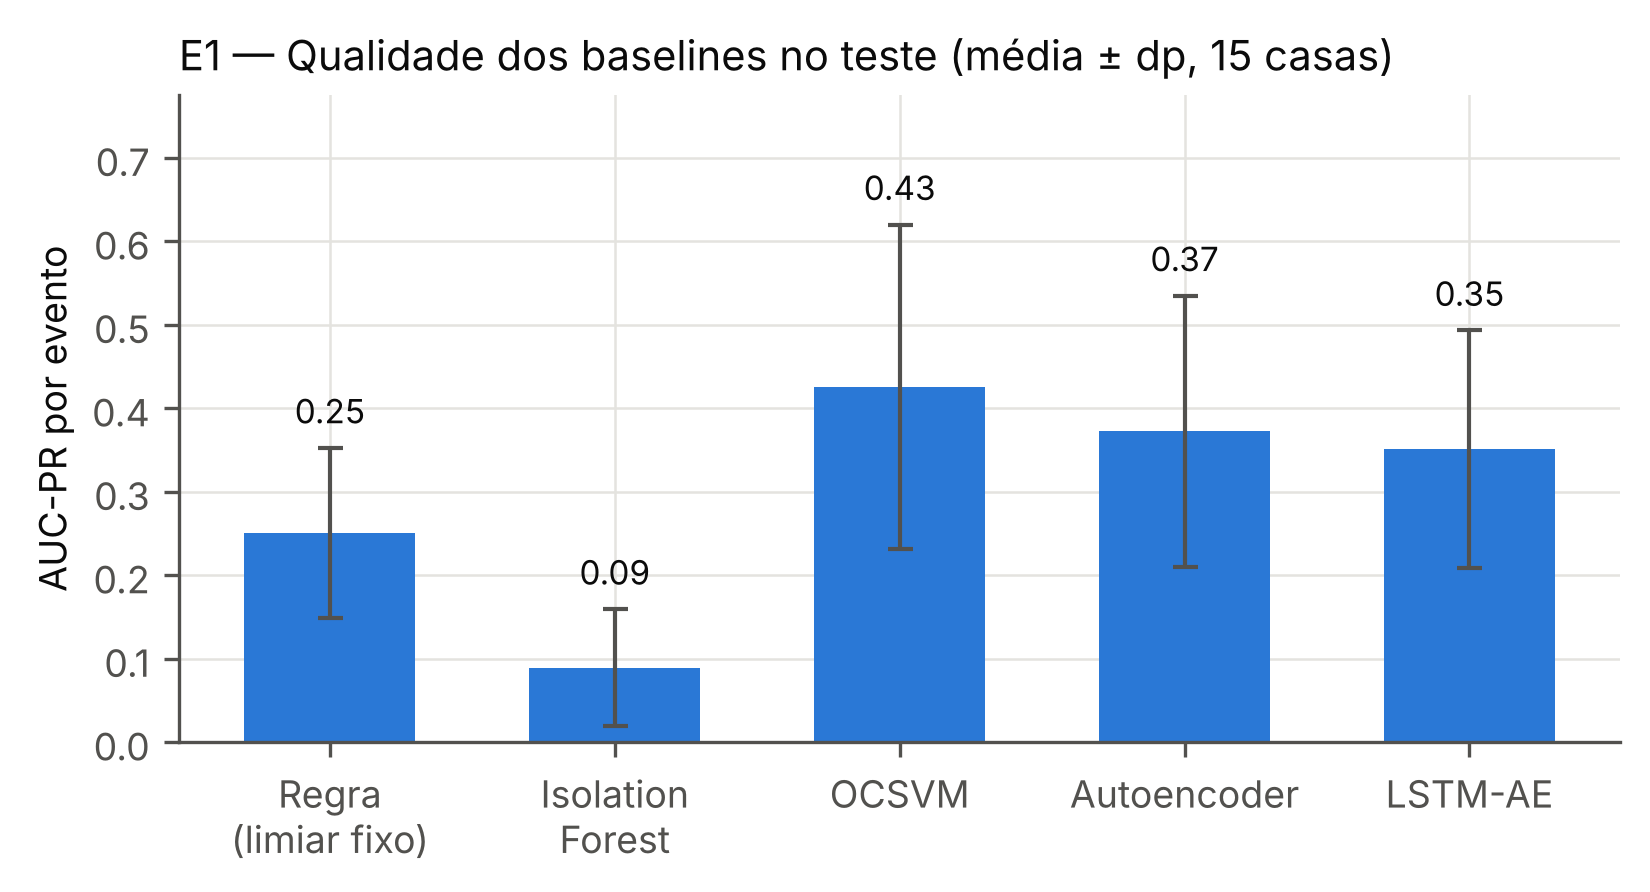 E1 — Qualidade dos baselines no teste (média ± dp, 15 casas)
AUC-PR por evento
0.7
0.6
0.5
0.4
0.3
0.2
0.1
0.0
0.25
0.09
0.43
0.37
0.35
Regra
(limiar fixo)
Isolation
Forest
OCSVM
Autoencoder
LSTM-AE